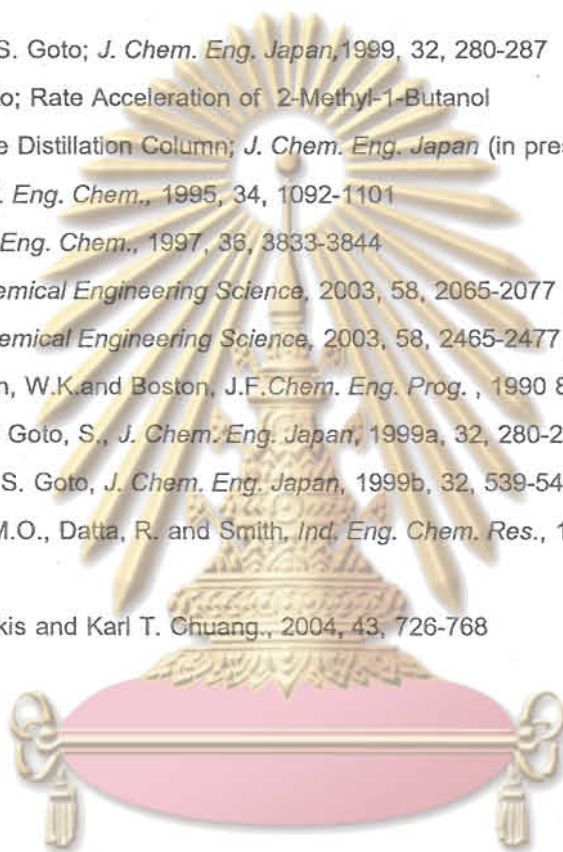 S. Goto; J. Chem. Eng. Japan,1999, 32, 280-287
o; Rate Acceleration of 2-Methyl-1-Butanol
e Distillation Column; J. Chem. Eng. Japan (in pres
. Eng. Chem., 1995, 34, 1092-1101
Eng. Chem., 1997, 36, 3833-3844
emical Engineering Science, 2003, 58, 2065-2077
emical Engineering Science, 2003, 58, 2465-2477
n, W.K.and Boston, J.F.Chem. Eng. Prog. , 1990 8
Goto, S., J. Chem. Eng. Japan, 1999a, 32, 280-2
S. Goto, J. Chem. Eng. Japan, 1999b, 32, 539-54
M.O., Datta, R. and Smith, Ind. Eng. Chem. Res., 1
kis and Karl T. Chuang., 2004, 43, 726-768